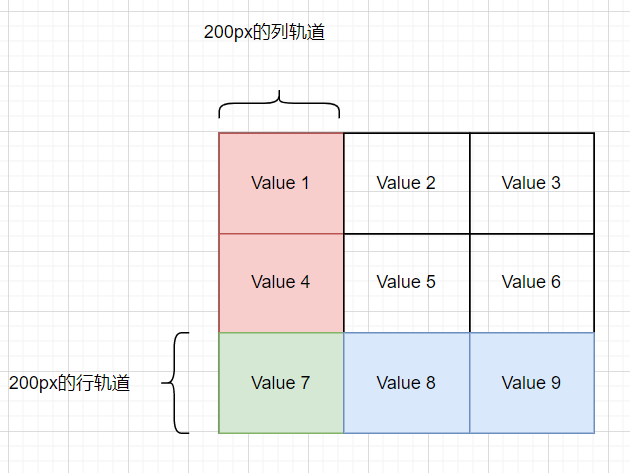 200px的列轨道
Value 1
Value 2
Value 3
Value 4
Value 5
Value 6
200px的行轨道
Value 7
Value 8
Value 9